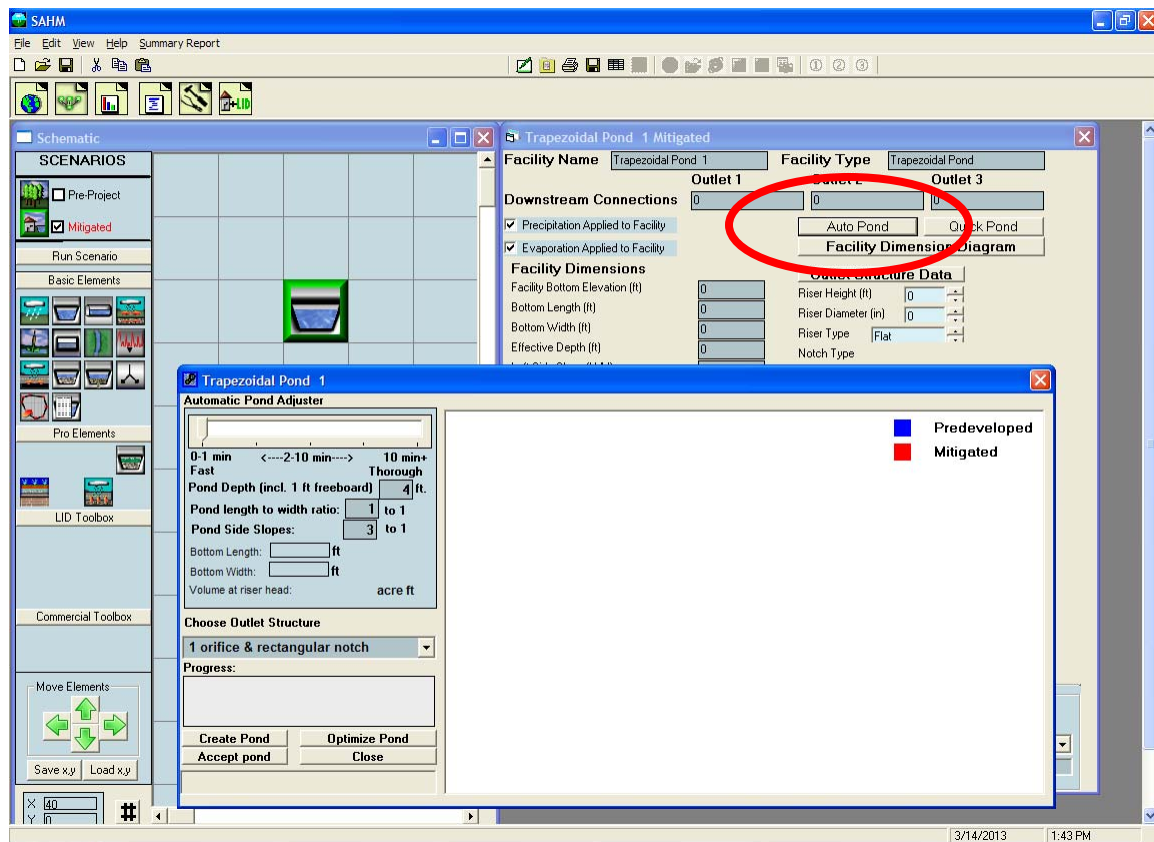 SAHM
File Edit View Help Summary Report
Schematic
SCENARIOS
Pre-Project
Mitigated
Run Scenario
Basic Elements
Pro Elements
LID Toolbox
Commercial Toolbox
Move Elements
Save x,y Load x,y
X 40
Y 0
Trapezoidal Pond 1 Mitigated
Facility Name Trapezoidal Pond 1 Facility Type Trapezoidal Pond
Outlet 1 Outlet 2 Outlet 3
Downstream Connections 0 0 0
Precipitation Applied to Facility Auto Pond Quick Pond
Evaporation Applied to Facility Facility Dimension Diagram
Facility Dimensions Outlet Structure Data
Facility Bottom Elevation (ft) 0 Riser Height (ft) 0
Bottom Length (ft) 0 Riser Diameter (in) 0
Bottom Width (ft) 0 Riser Type Flat
Effective Depth (ft) 0 Notch Type
Trapezoidal Pond 1
Automatic Pond Adjuster
0-1 min <----2-10 min----> 10 min+
Fast Thorough
Pond Depth (incl. 1 ft freeboard) 4 ft.
Pond length to width ratio: 1 to 1
Pond Side Slopes: 3 to 1
Bottom Length: ft
Bottom Width: ft
Volume at riser head: acre ft
Choose Outlet Structure
1 orifice & rectangular notch
Progress:
Create Pond Optimize Pond
Accept pond Close
Predeveloped
Mitigated
3/14/2013 1:43 PM